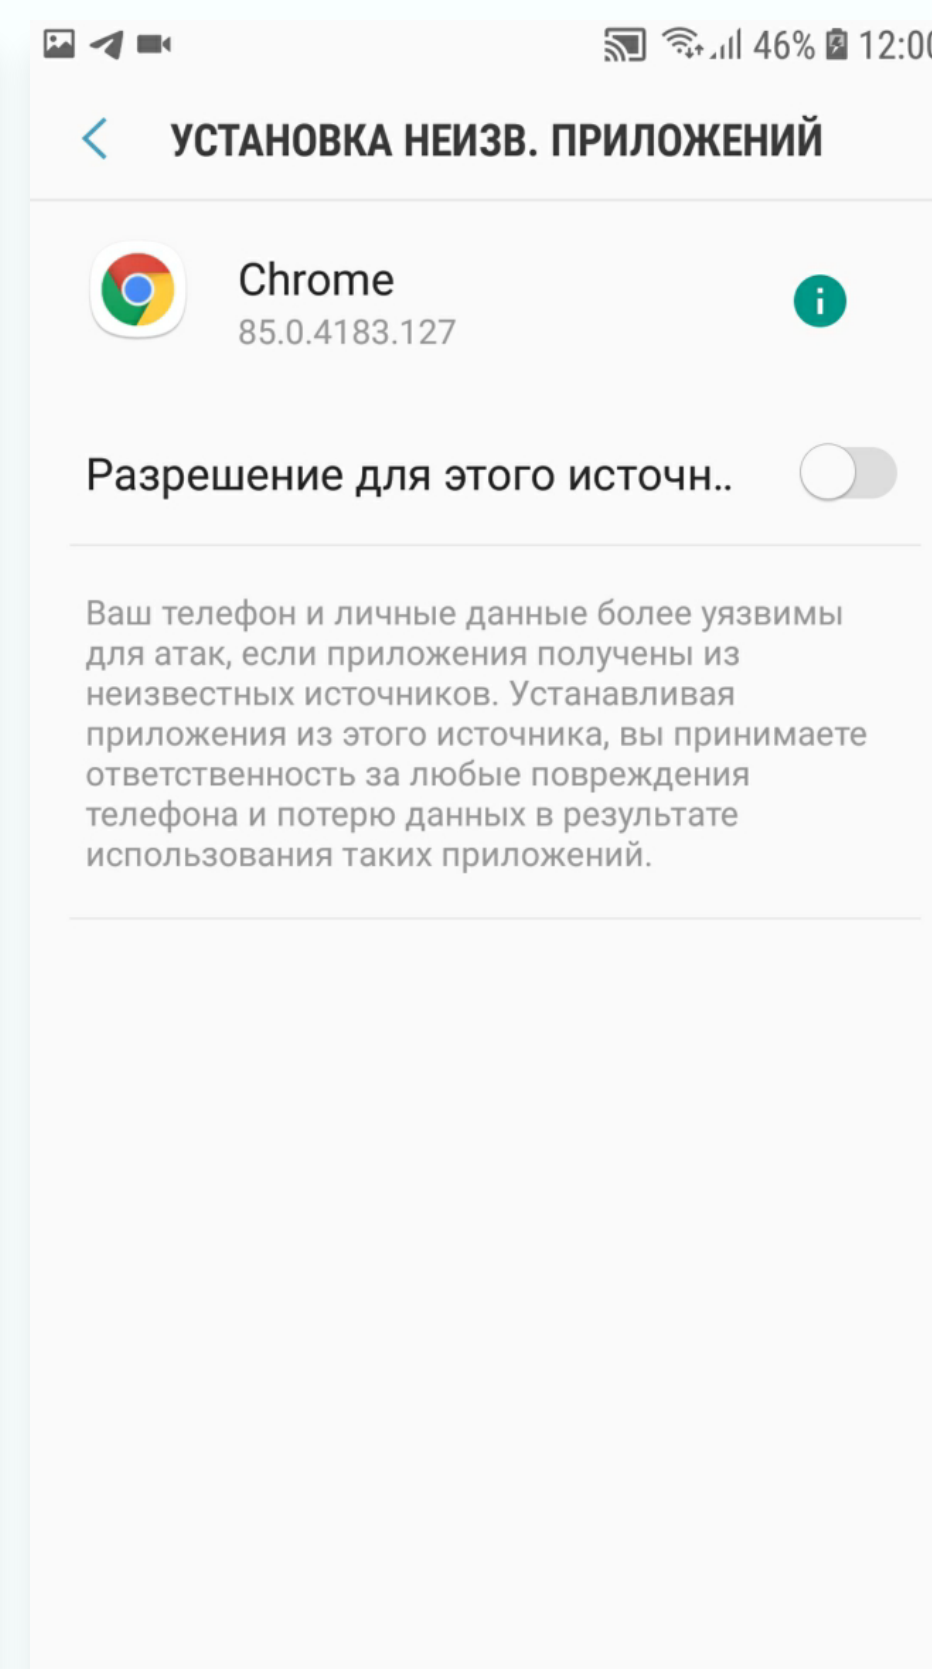 46% 12:00
УСТАНОВКА НЕИЗВ. ПРИЛОЖЕНИЙ
Chrome
85.0.4183.127
Разрешение для этого источн..
Ваш телефон и личные данные более уязвимы
для атак, если приложения получены из
неизвестных источников. Устанавливая
приложения из этого источника, вы принимаете
ответственность за любые повреждения
телефона и потерю данных в результате
использования таких приложений.